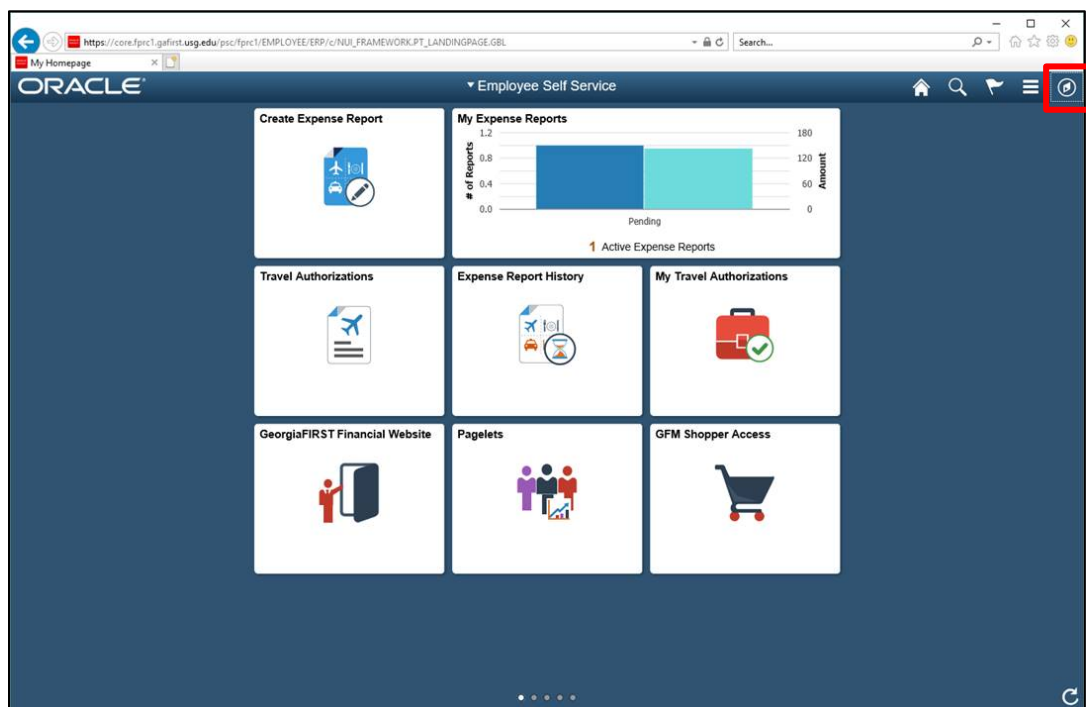 https://core.fprc1.gafirst.usg.edu/psc/fprc1/EMPLOYEE/ERP/c/NUI_FRAMEWORK.PT_LANDINGPAGE.GBL
Search...
My Homepage
ORACLE
Employee Self Service
Create Expense Report
My Expense Reports
1.2
0.8
0.4
0.0
# of Reports
180
120
60
0
Amount
Pending
1 Active Expense Reports
Travel Authorizations
Expense Report History
My Travel Authorizations
GeorgiaFIRST Financial Website
Pagelets
GFM Shopper Access